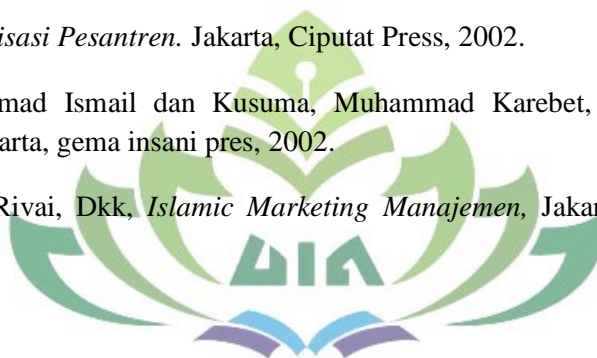 isasi Pesantren. Jakarta, Ciputat Press, 2002.
mad Ismail dan Kusuma, Muhammad Karebet,
arta, gema insani pres, 2002.
Rivai, Dkk, Islamic Marketing Manajemen, Jakar
UIN